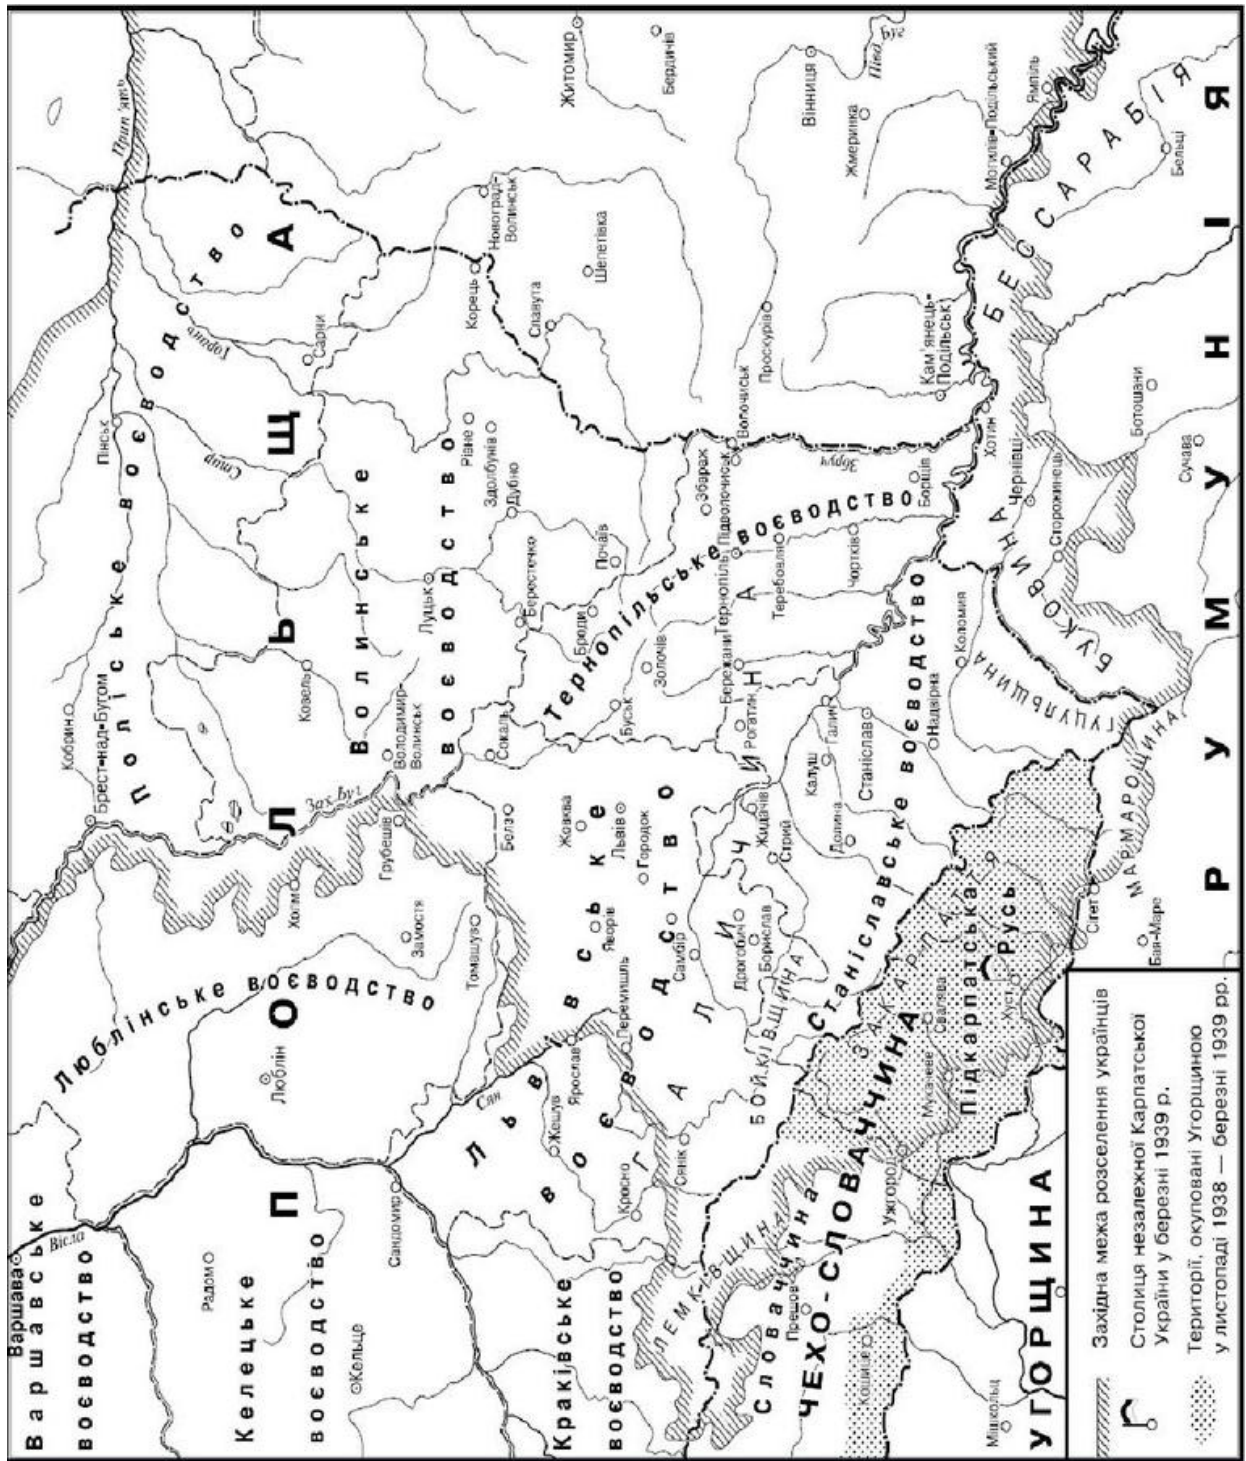 Варшава
Варшавське
воєводство
Вісла
Радом
Келецьке
воєводство
Кельце
Сандомир
Краківське
воєводство
ПОЛЬЩА
Люблінське воєводство
Люблін
Замостя
Томашув
Холм
Грубешів
Зах. Буг
Кобрин
Брест-над-Бугом
Поліське воєводство
Пінськ
Прип'ять
Стир
Горинь
Сарни
Ковель
Волинське
воєводство
Володимир-
Волинськ
Луцьк
Рівне
Здолбунів
Дубно
Берестечко
Почаїв
Корець
Новоград-
Волинськ
Славута
Шепетівка
Житомир
Бердичів
Вінниця
Жмеринка
Півд. Буг
Проскурів
Волочиськ
Кам'янець-
Подільськ
Могилів-Подільський
Ямпіль
БЕССАРАБІЯ
Бельці
Хотин
Збруч
Львівське
воєводство
Сян
Жешув
Ярослав
Перемишль
Кросно
Сянік
Яворів
Самбір
Белз
Сокаль
Жовква
Львів
Городок
Дрогобич
Борислав
Жидачів
Стрий
Долина
Калуш
Галич
Рогатин
ГАЛИЧИНА
Тернопільське воєводство
Броди
Буськ
Золочів
Бережани
Тернопіль
Підволочиськ
Збараж
Теребовля
Чортків
Борщів
Станіславське воєводство
Станіслав
Надвірна
Коломия
ГУЦУЛЬЩИНА
БОЙКІВЩИНА
ЛЕМКІВЩИНА
БУКОВИНА
Чернівці
Сторожинець
Ботошани
Сучава
РУМУНІЯ
МАРМАРОЩИНА
Сігет
Бая-Маре
ЧЕХО-СЛОВАЧЧИНА
Словаччина
Прешов
Кошице
Ужгород
Мукачеве
Свалява
Хуст
ЗАКАРПАТТЯ
Підкарпатська
Русь
УГОРЩИНА
Мішкольц
Західна межа розселення українців
Столиця незалежної Карпатської
України у березні 1939 р.
Території, окуповані Угорщиною
у листопаді 1938 — березні 1939 рр.